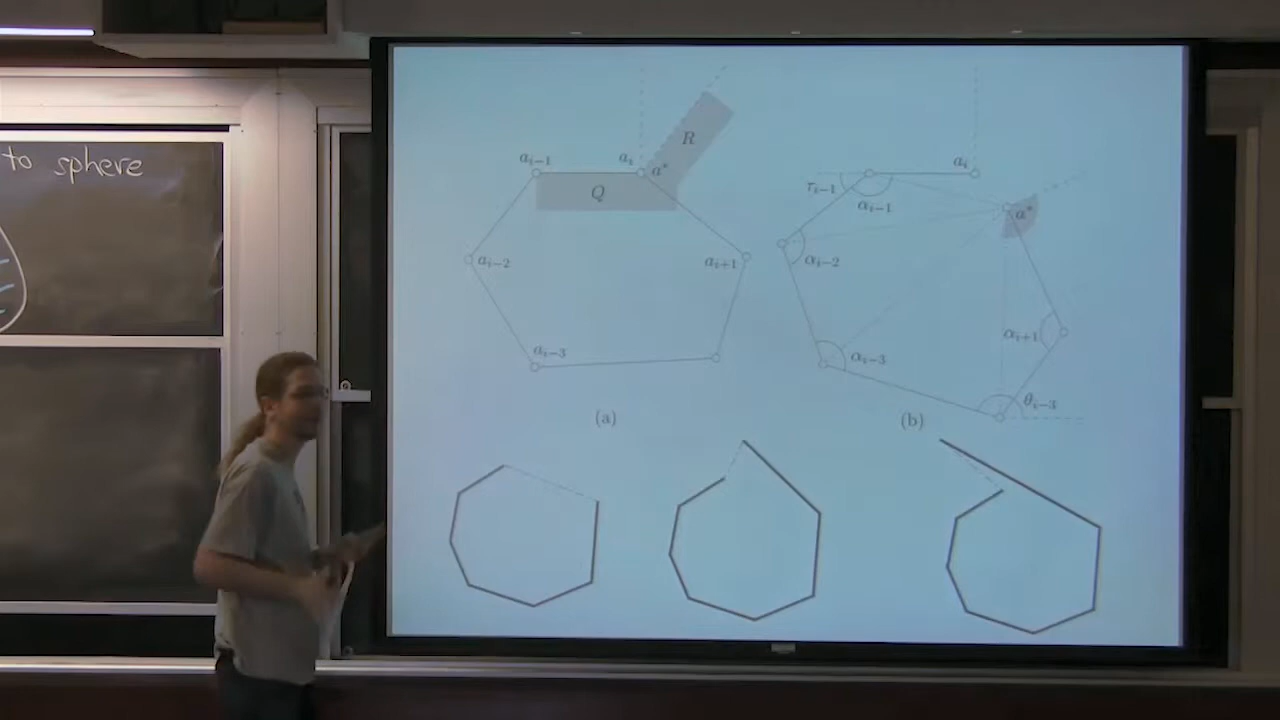 to sphere
R
a_{i-1}
a_i
a*
Q
a_{i-2}
a_{i+1}
a_{i-3}
(a)
a_i
τ_{i-1}
α_{i-1}
a*
α_{i-2}
α_{i+1}
α_{i-3}
θ_{i-3}
(b)